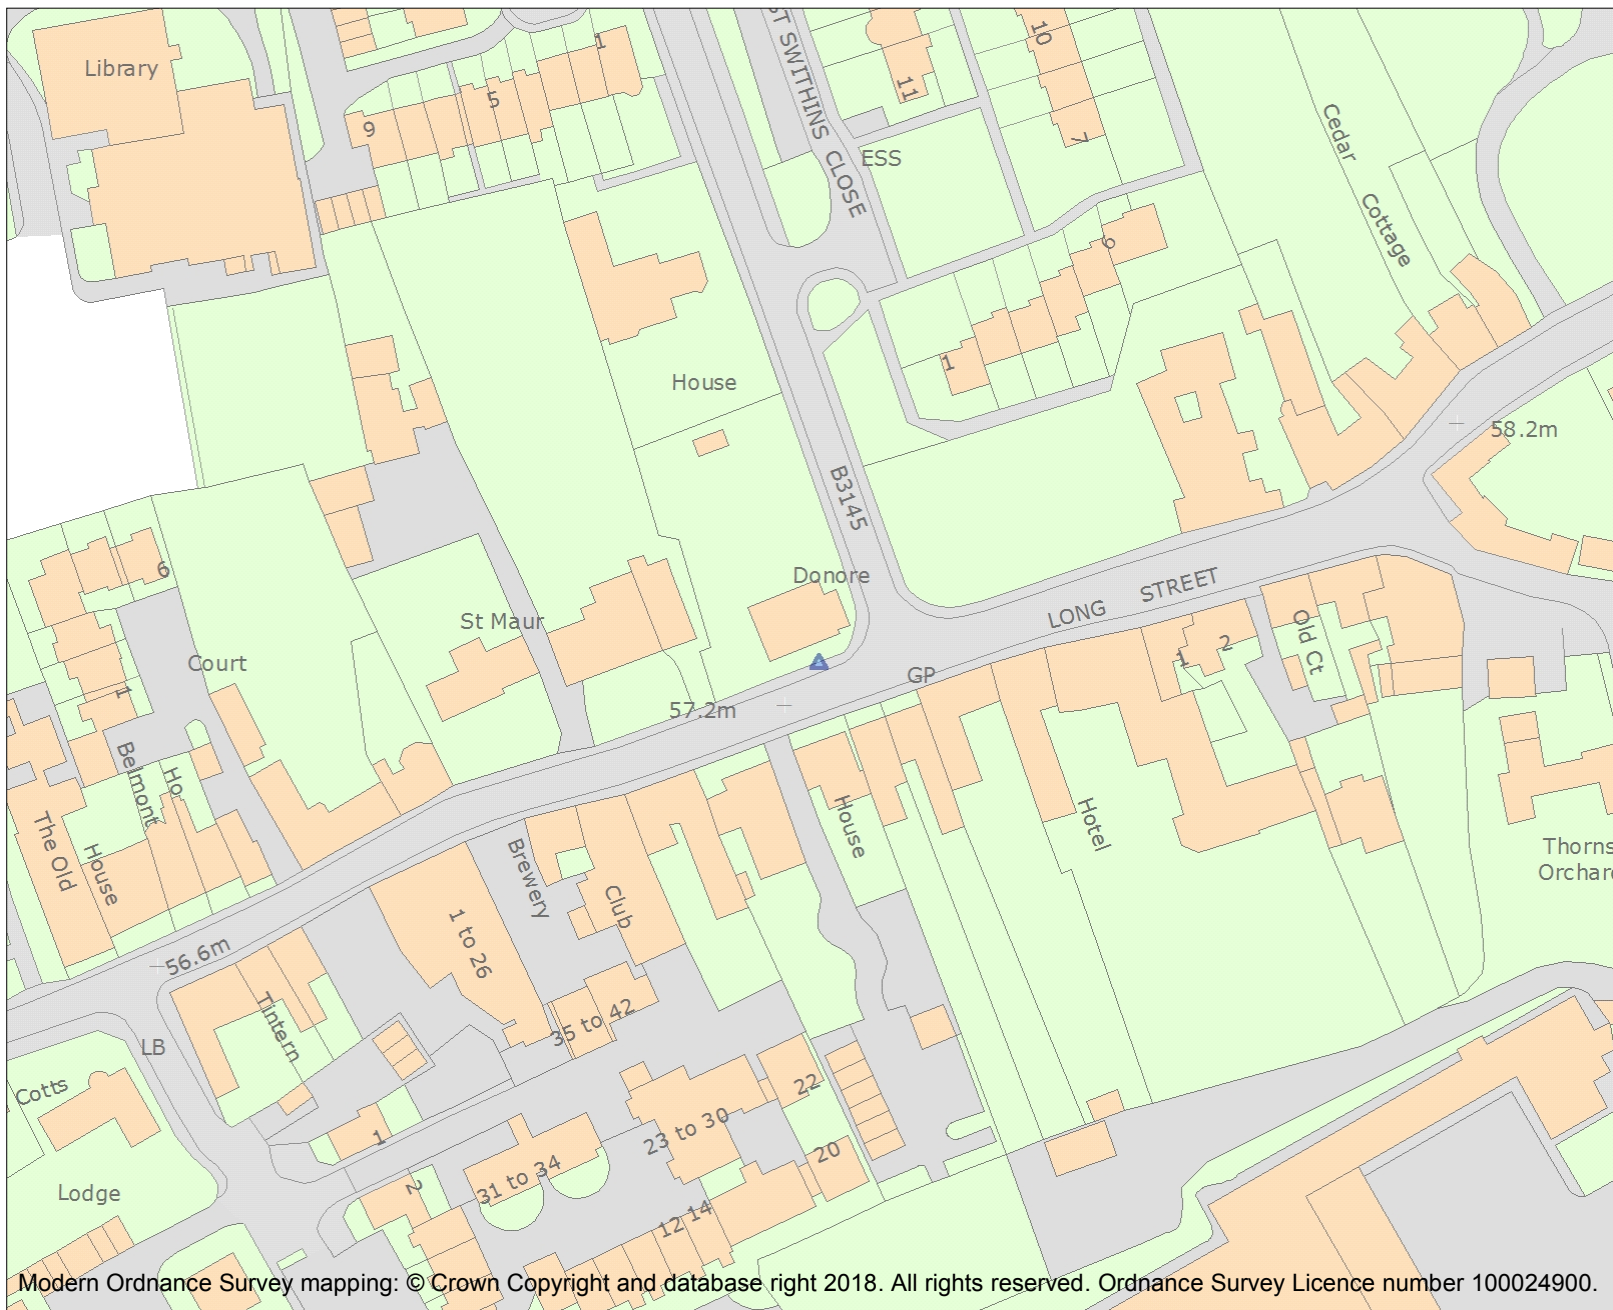 Library
1
5
9
ST SWITHINS CLOSE
11
10
7
ESS
Cedar
Cottage
6
1
House
58.2m
B3145
Donore
LONG STREET
6
St Maur
Court
Old Ct
1
2
GP
57.2m
1
Belmont
Ho
The Old
House
Brewery
Club
1 to 26
House
Hotel
Thorns
Orchar
56.6m
Tintern
35 to 42
LB
Cotts
22
1
23 to 30
20
31 to 34
2
12 14
Lodge
Modern Ordnance Survey mapping: © Crown Copyright and database right 2018. All rights reserved. Ordnance Survey Licence number 100024900.